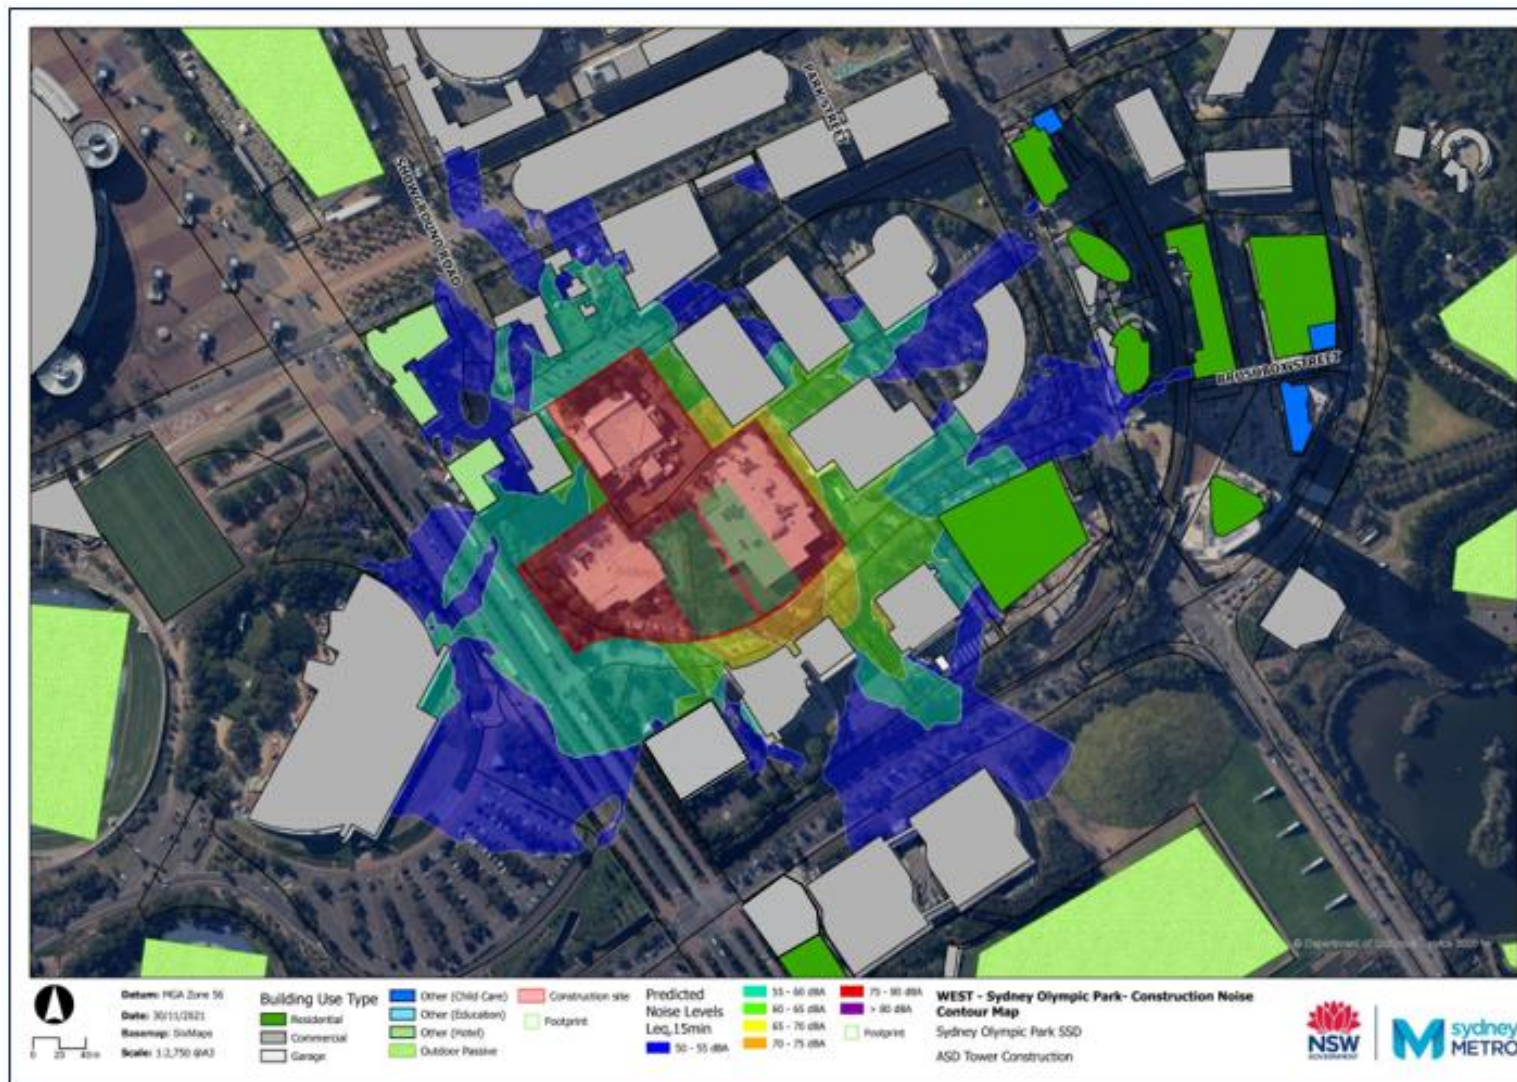 PARK STREET
SHOWGROUND ROAD
BRUSHBOX STREET
Datum: MGA Zone 56
Date: 30/11/2021
Basemap: SixMaps
Scale: 1:2,750 @A3
0 40m
Building Use Type
Residential
Commercial
Garage
Other (Child Care)
Other (Education)
Other (Hotel)
Outdoor Passive
Construction site
Footprint
Predicted
Noise Levels
Leq,15min
50 - 55 dBA
55 - 60 dBA
60 - 65 dBA
65 - 70 dBA
70 - 75 dBA
75 - 80 dBA
> 80 dBA
Footprint
WEST - Sydney Olympic Park- Construction Noise
Contour Map
Sydney Olympic Park SSD
ASD Tower Construction
NSW
GOVERNMENT
M
sydney
METRO